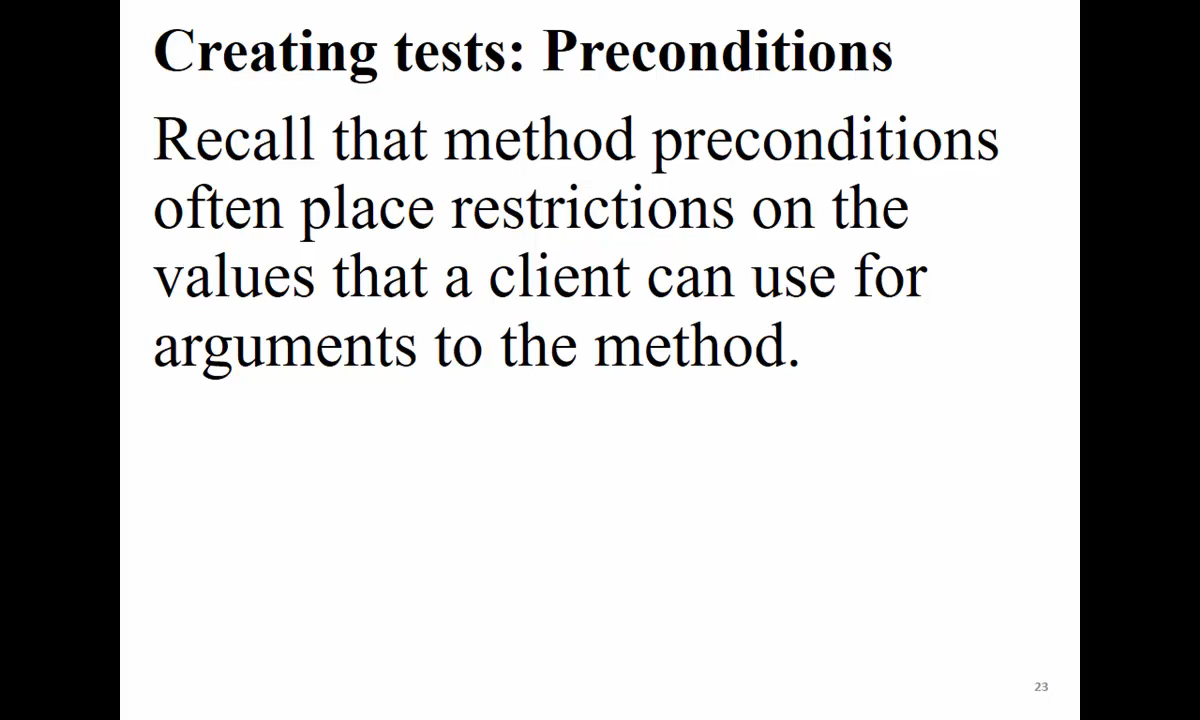 Creating tests: Preconditions
Recall that method preconditions
often place restrictions on the
values that a client can use for
arguments to the method.
23